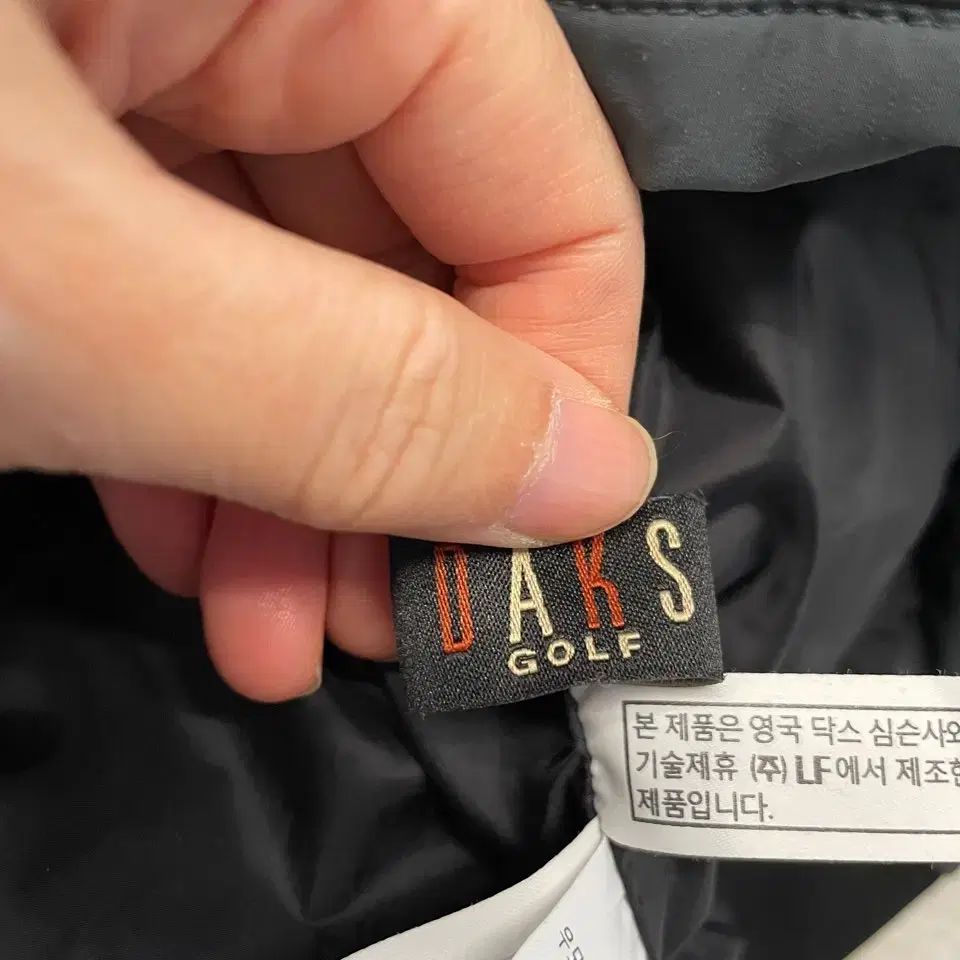 DAKS
GOLF
본 제품은 영국 닥스 심슨사와
기술제휴 (주) LF에서 제조한
제품입니다.